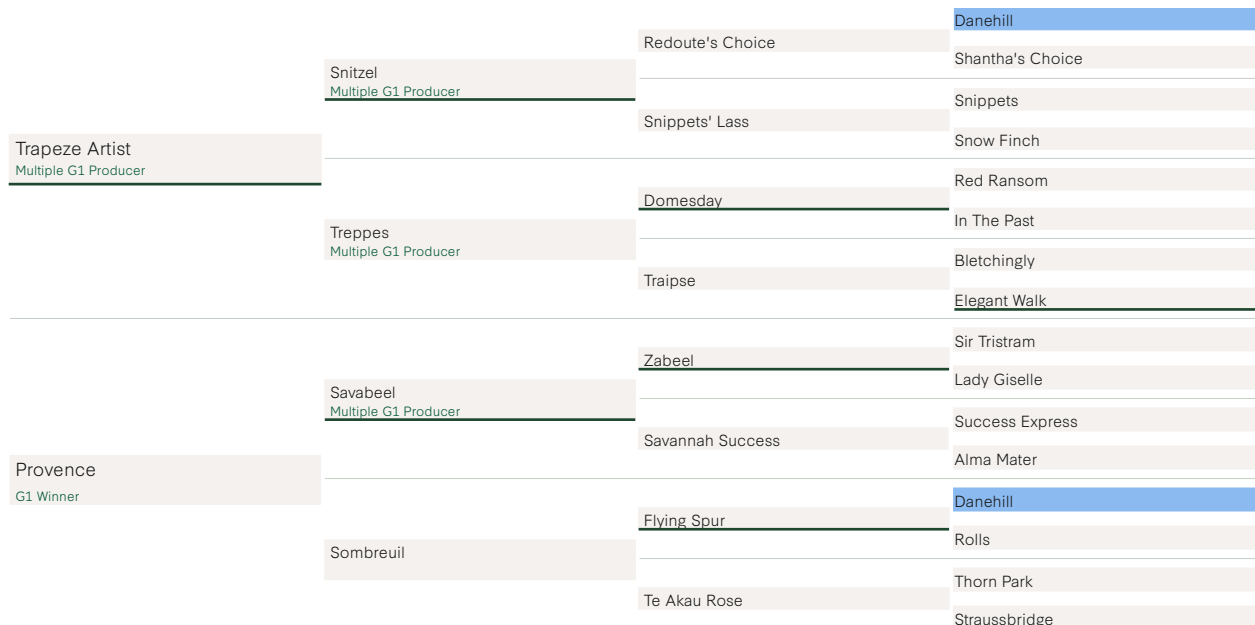 Trapeze Artist
Multiple G1 Producer
Provence
G1 Winner
Snitzel
Multiple G1 Producer
Treppes
Multiple G1 Producer
Savabeel
Multiple G1 Producer
Sombreuil
Redoute's Choice
Snippets' Lass
Domesday
Traipse
Zabeel
Savannah Success
Flying Spur
Te Akau Rose
Danehill
Shantha's Choice
Snippets
Snow Finch
Red Ransom
In The Past
Bletchingly
Elegant Walk
Sir Tristram
Lady Giselle
Success Express
Alma Mater
Danehill
Rolls
Thorn Park
Straussbridge